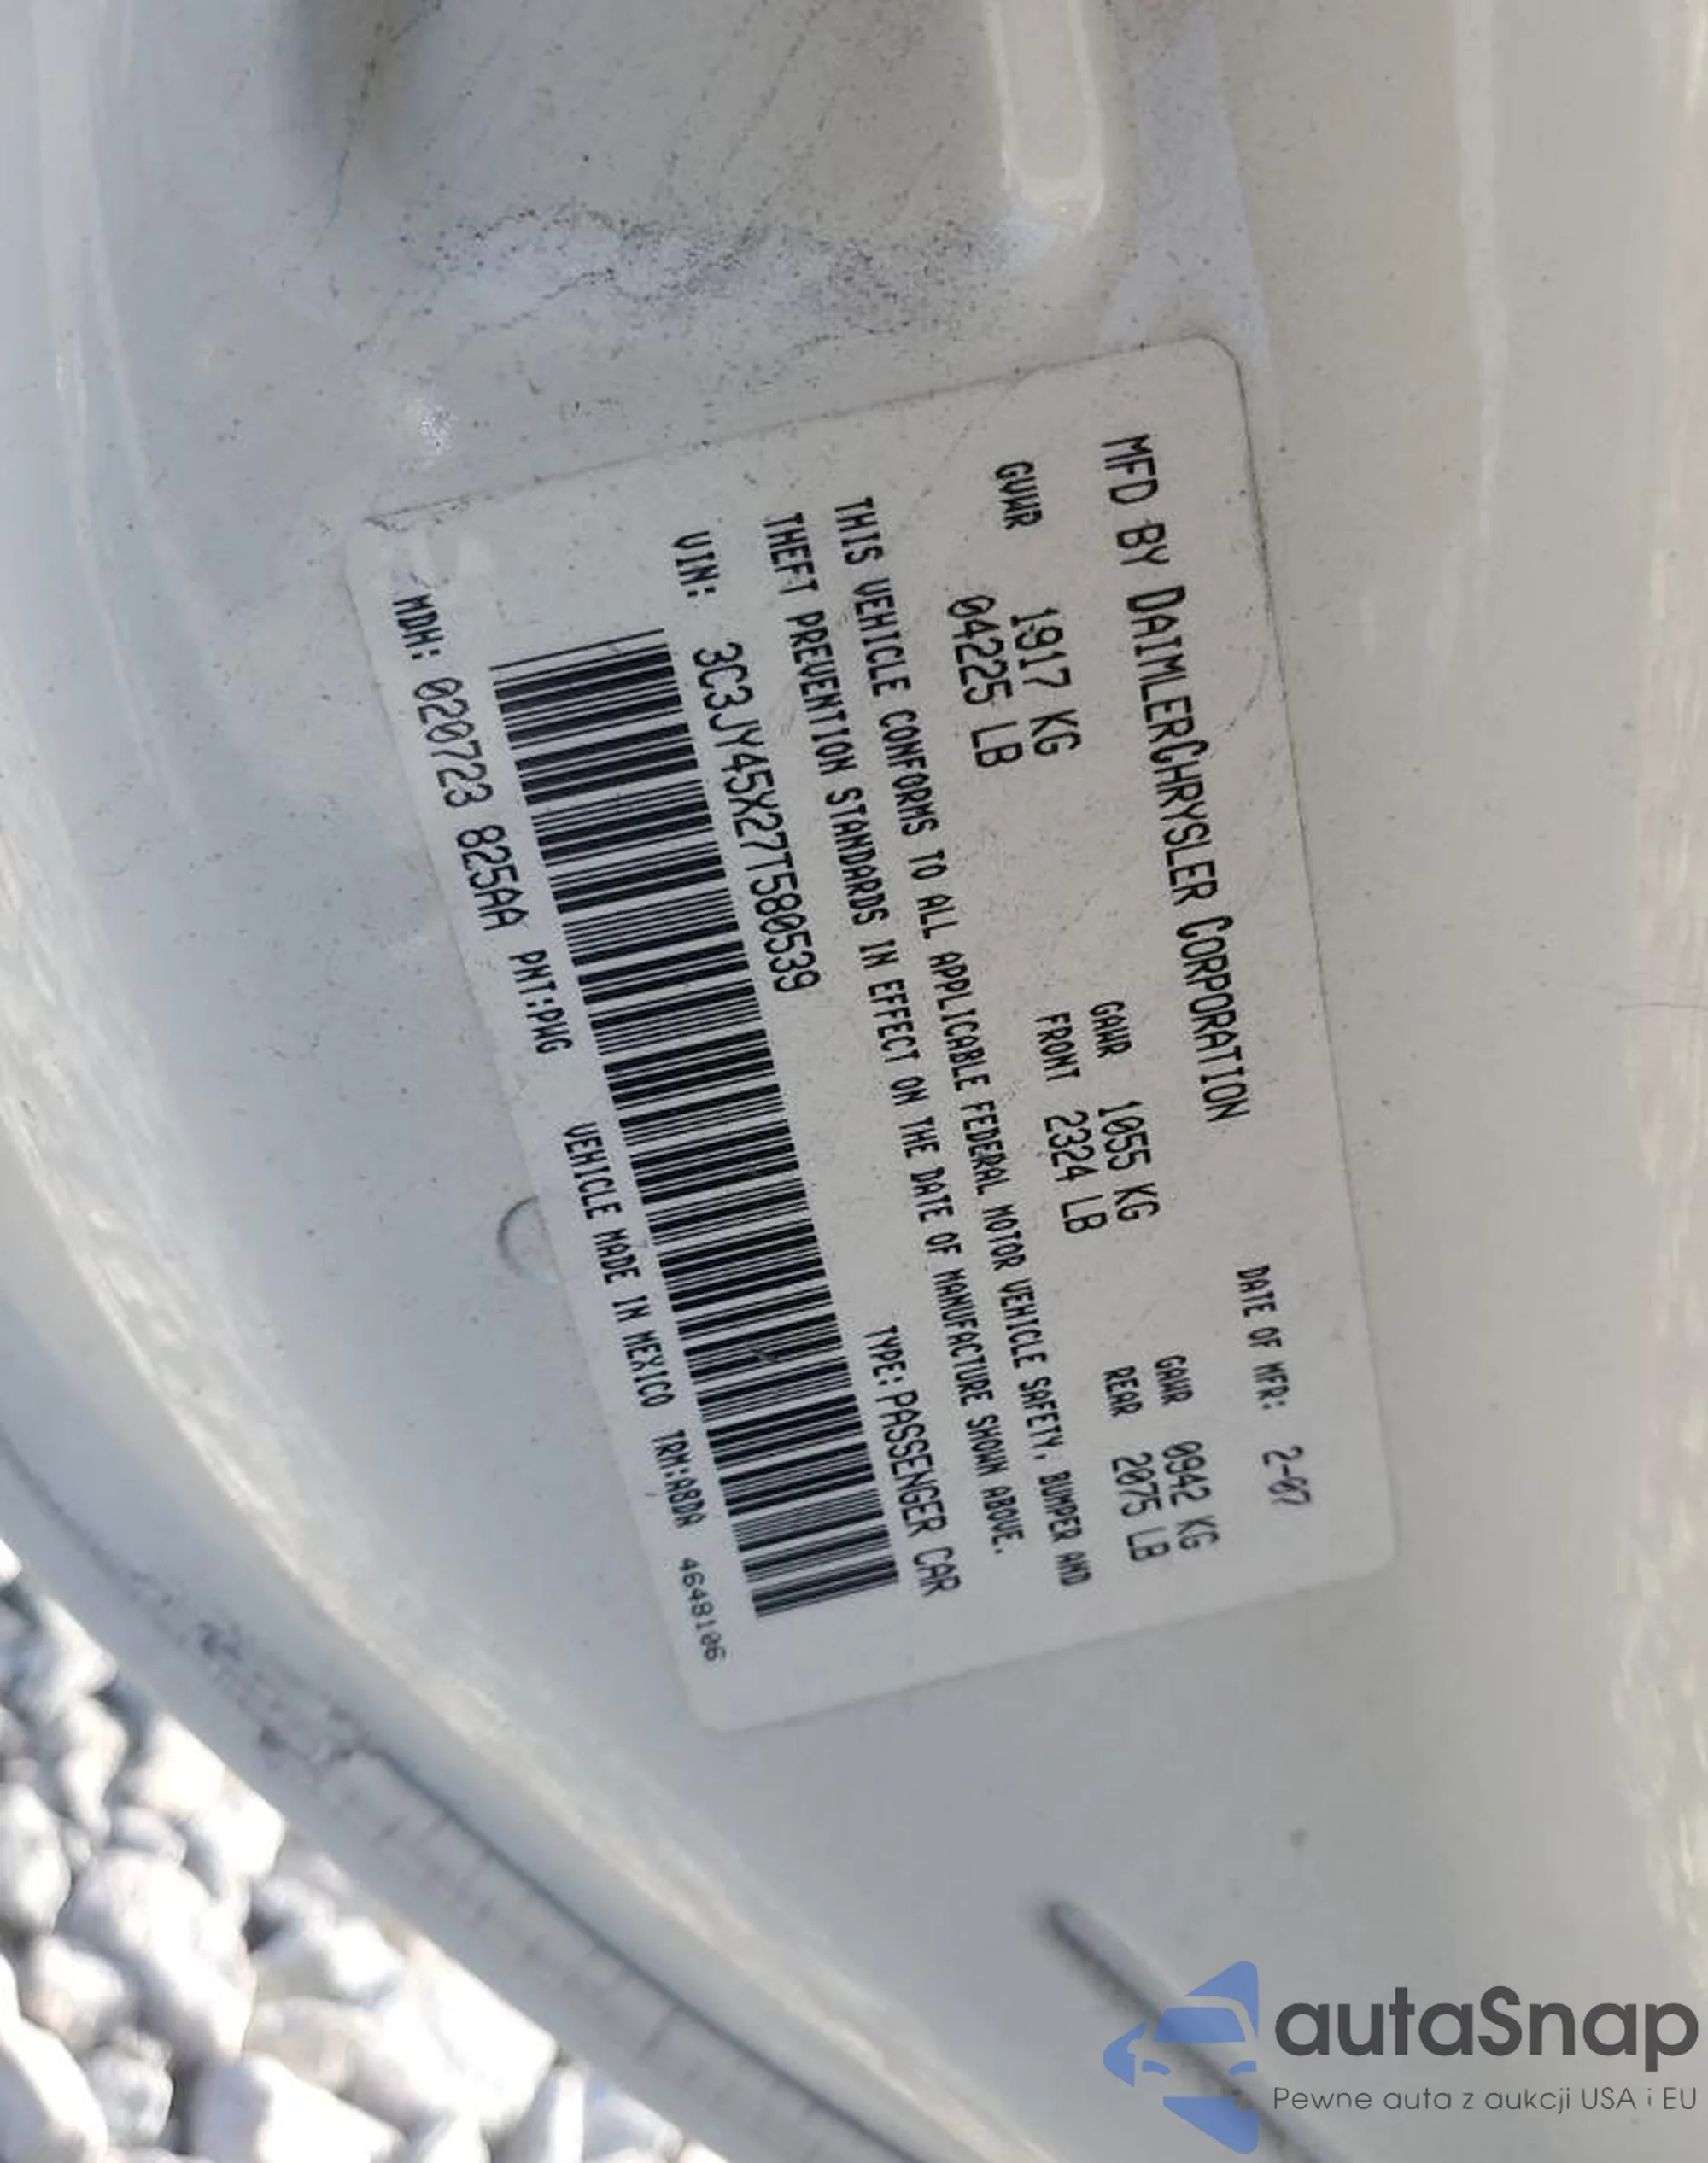 MFD BY DAIMLERCHRYSLER CORPORATION DATE OF MFR: 2-07
GVWR 1917 KG GAWR 1055 KG GAWR 0942 KG
04225 LB FRONT 2324 LB REAR 2075 LB
THIS VEHICLE CONFORMS TO ALL APPLICABLE FEDERAL MOTOR VEHICLE SAFETY, BUMPER AND
THEFT PREVENTION STANDARDS IN EFFECT ON THE DATE OF MANUFACTURE SHOWN ABOVE.
VIN: 3C3JY45X27T580539 TYPE: PASSENGER CAR
MDH: 020723 825AA PNT:PWG VEHICLE MADE IN MEXICO TRM:A8DA 4648106
autaSnap
Pewne auta z aukcji USA i EU